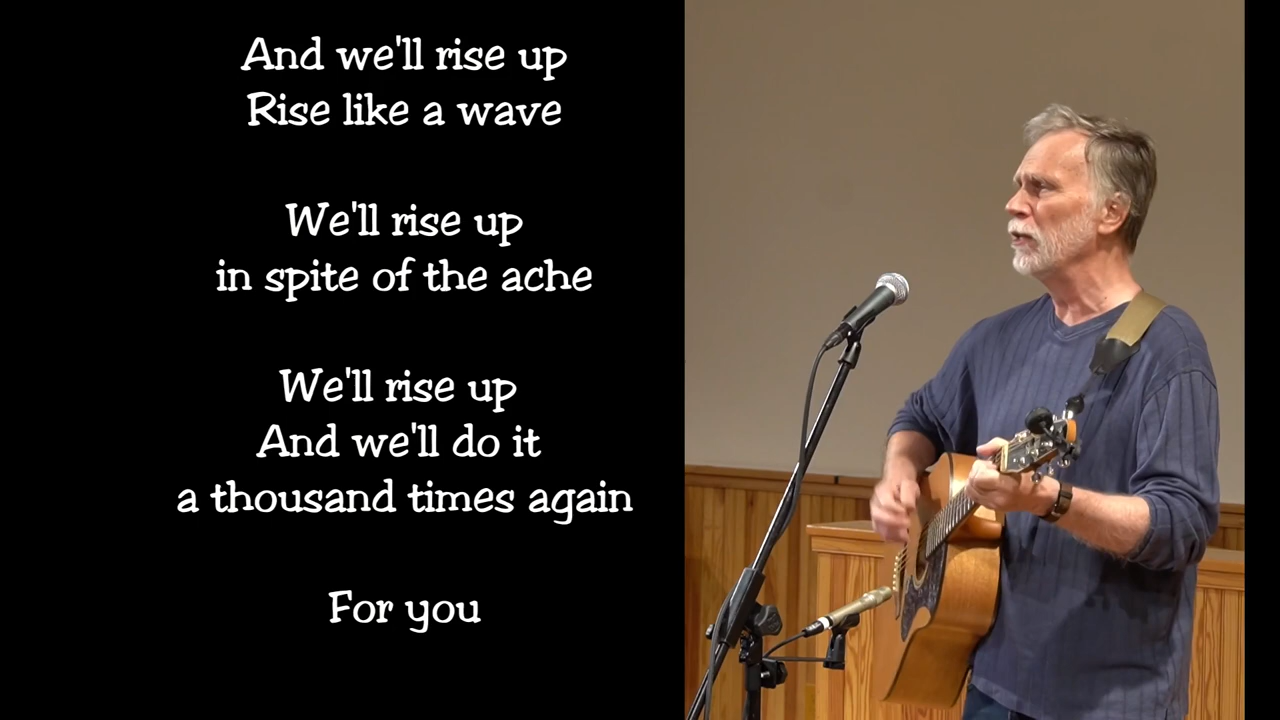 And we'll rise up
Rise like a wave
We'll rise up
in spite of the ache
We'll rise up
And we'll do it
a thousand times again
For you